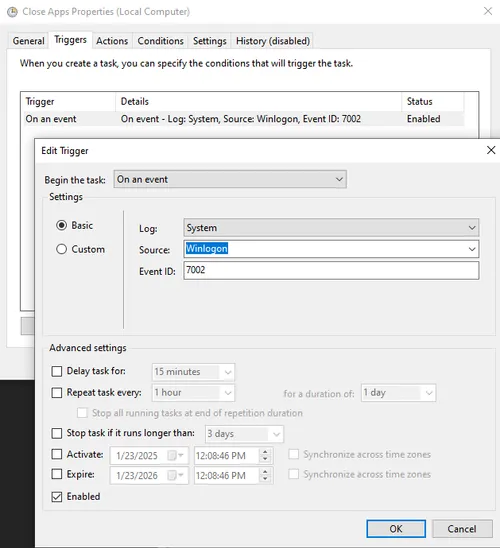 Close Apps Properties (Local Computer)
General Triggers Actions Conditions Settings History (disabled)
When you create a task, you can specify the conditions that will trigger the task.
Trigger Details Status
On an event On event - Log: System, Source: Winlogon, Event ID: 7002 Enabled
Edit Trigger
Begin the task: On an event
Settings
Basic
Custom
Log: System
Source: Winlogon
Event ID: 7002
Advanced settings
Delay task for: 15 minutes
Repeat task every: 1 hour for a duration of: 1 day
Stop all running tasks at end of repetition duration
Stop task if it runs longer than: 3 days
Activate: 1/23/2025 12:08:46 PM Synchronize across time zones
Expire: 1/23/2026 12:08:46 PM Synchronize across time zones
Enabled
OK Cancel